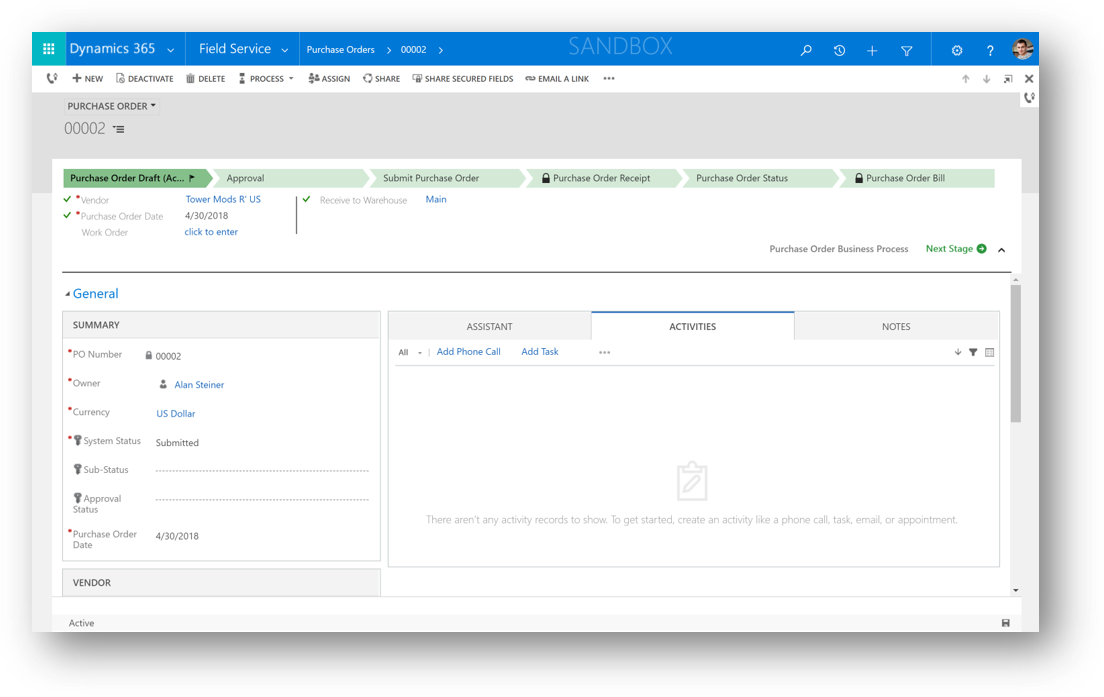 Dynamics 365 Field Service Purchase Orders > 00002 > SANDBOX ?
+ NEW DEACTIVATE DELETE PROCESS ASSIGN SHARE SHARE SECURED FIELDS EMAIL A LINK •••
PURCHASE ORDER
00002
Purchase Order Draft (Ac... Approval Submit Purchase Order Purchase Order Receipt Purchase Order Status Purchase Order Bill
*Vendor Tower Mods R' US Receive to Warehouse Main
*Purchase Order Date 4/30/2018
Work Order click to enter
Purchase Order Business Process Next Stage
General
SUMMARY ASSISTANT ACTIVITIES NOTES
All Add Phone Call Add Task •••
*PO Number 00002
*Owner Alan Steiner
*Currency US Dollar
*System Status Submitted
Sub-Status
Approval
Status
There aren't any activity records to show. To get started, create an activity like a phone call, task, email, or appointment.
*Purchase Order
Date 4/30/2018
VENDOR
Active